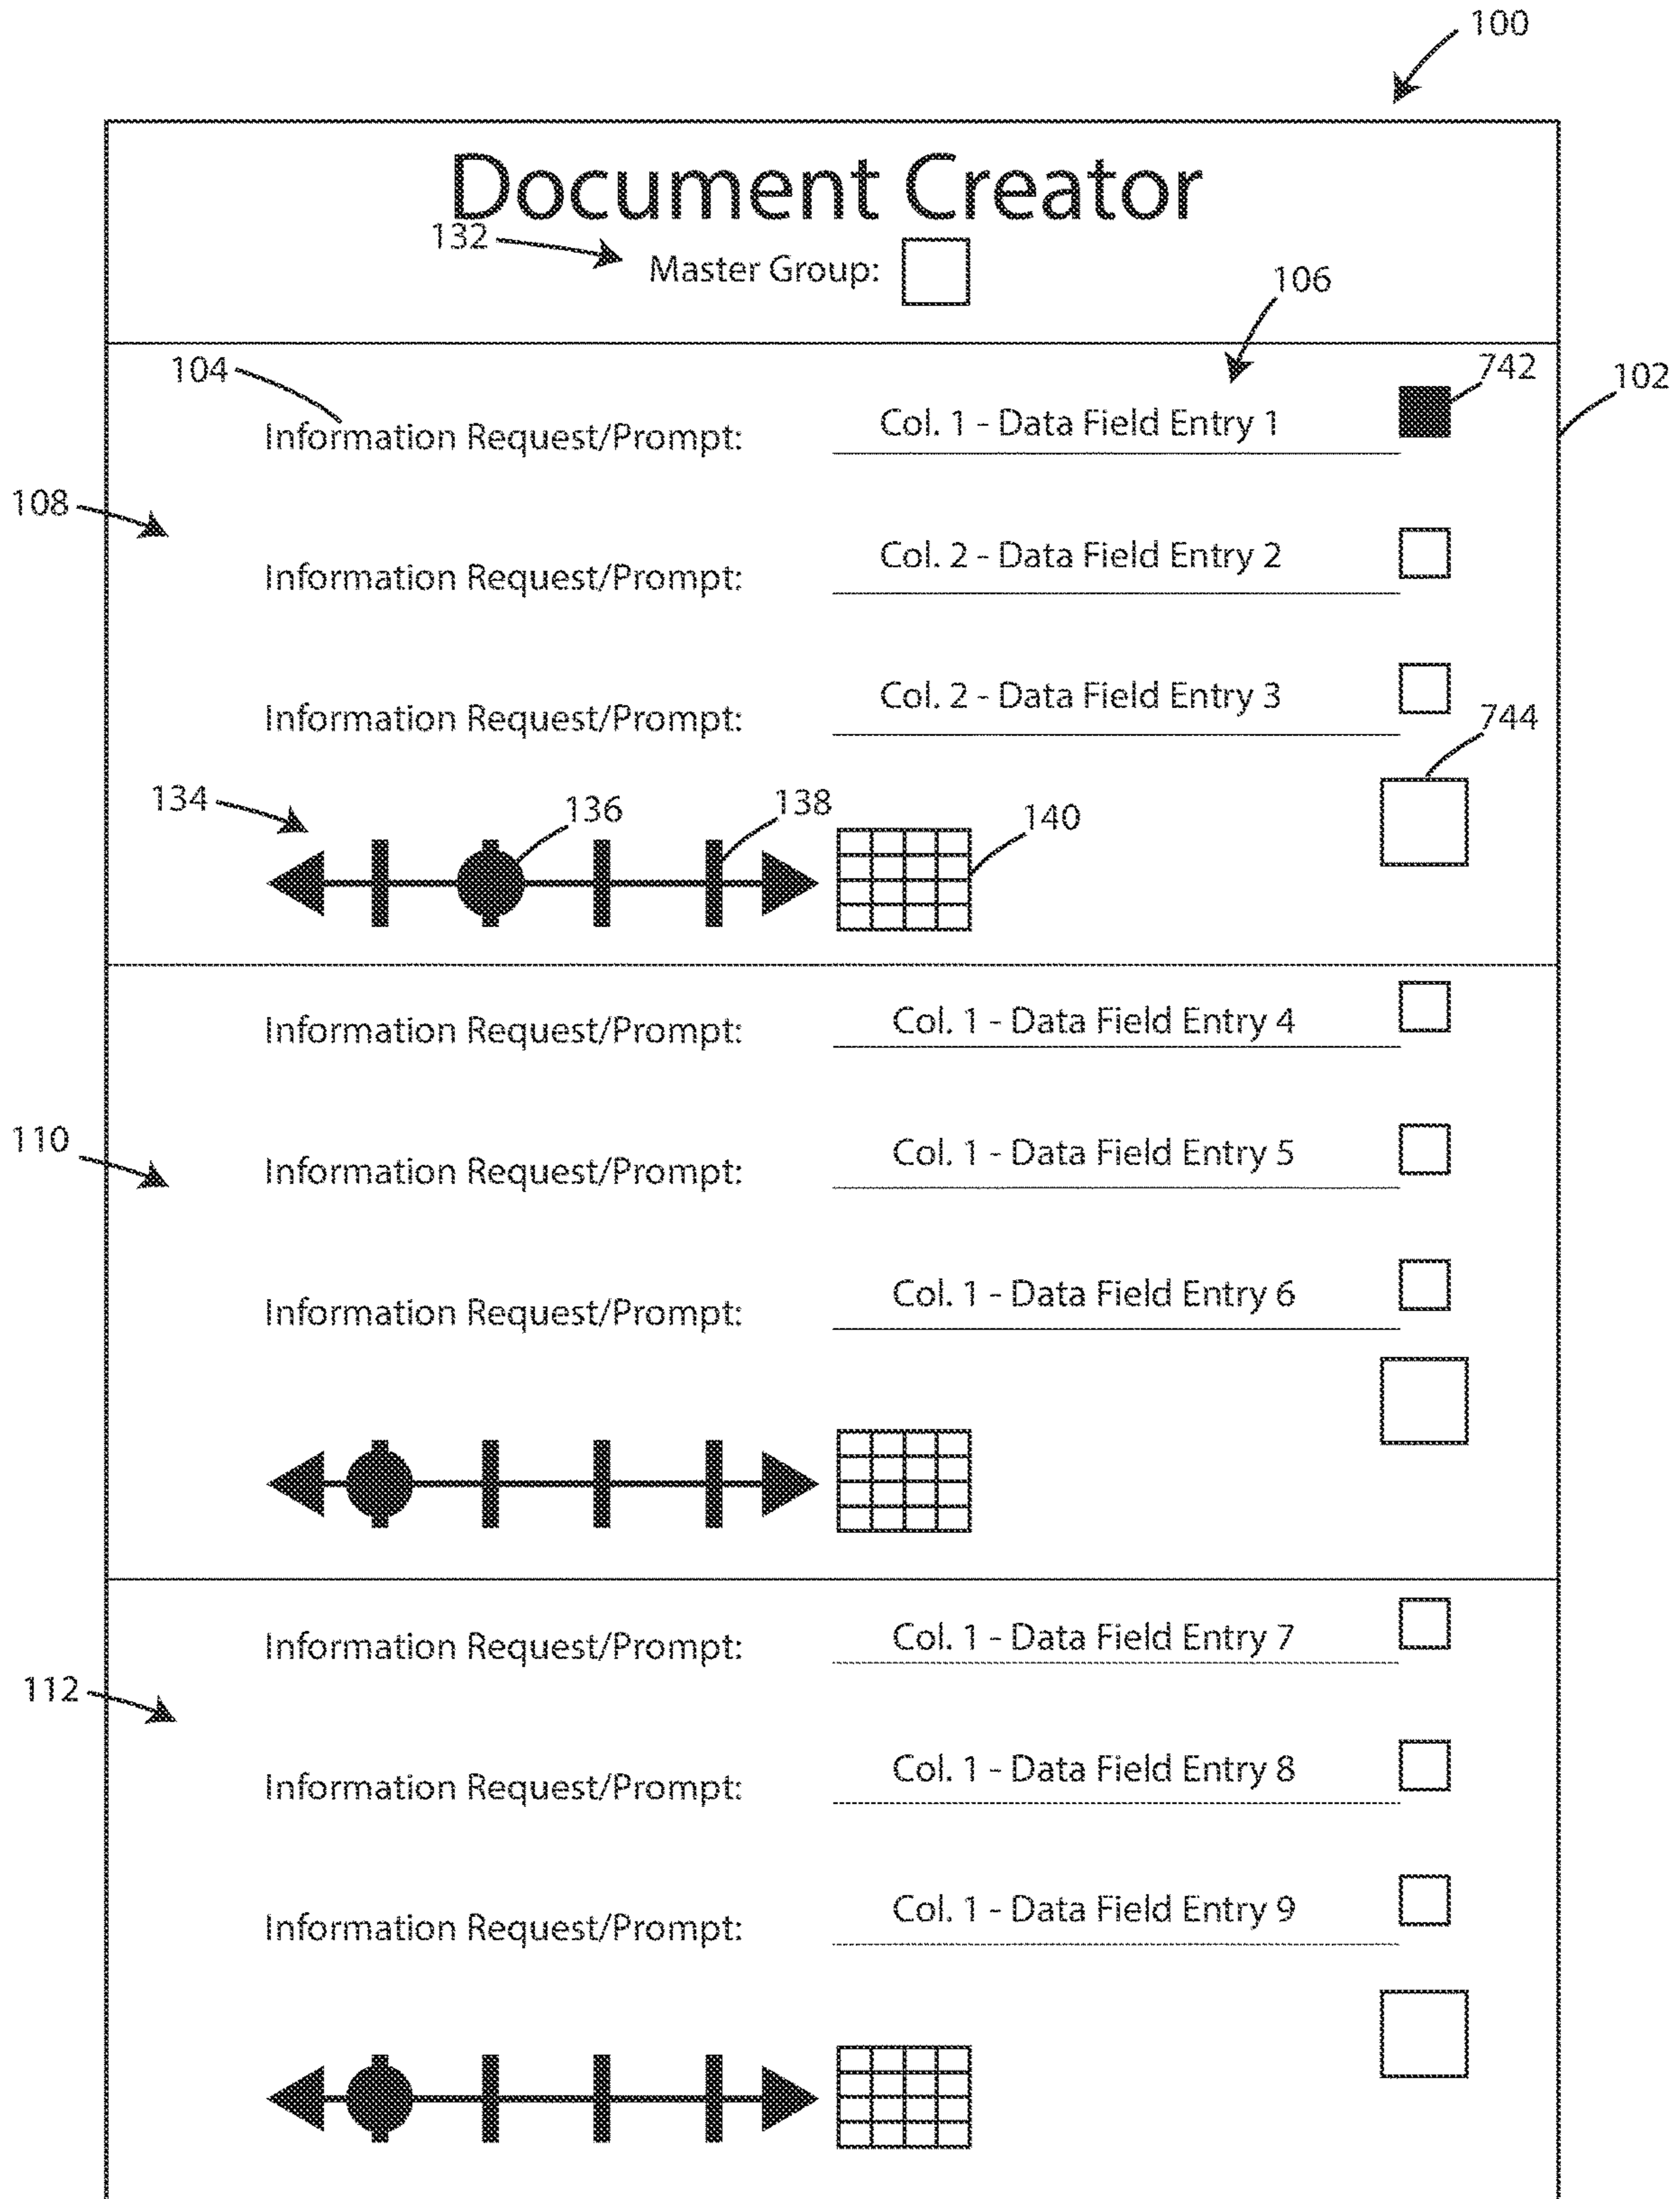 100
Document Creator
132
Master Group:
106
104
742
102
Information Request/Prompt: Col. 1 - Data Field Entry 1
108
Information Request/Prompt: Col. 2 - Data Field Entry 2
Information Request/Prompt: Col. 2 - Data Field Entry 3
744
134
136
138
140
Information Request/Prompt: Col. 1 - Data Field Entry 4
110
Information Request/Prompt: Col. 1 - Data Field Entry 5
Information Request/Prompt: Col. 1 - Data Field Entry 6
Information Request/Prompt: Col. 1 - Data Field Entry 7
112
Information Request/Prompt: Col. 1 - Data Field Entry 8
Information Request/Prompt: Col. 1 - Data Field Entry 9